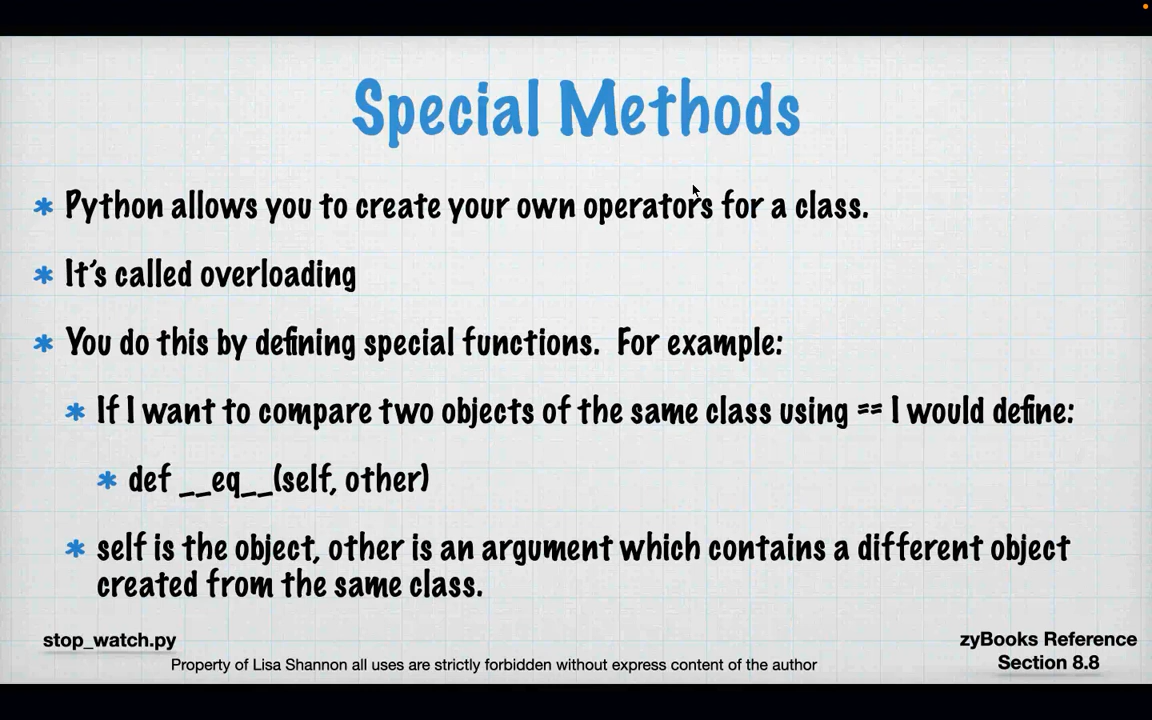 Special Methods
* Python allows you to create your own operators for a class.
* It's called overloading
* You do this by defining special functions.  For example:
* If I want to compare two objects of the same class using == I would define:
* def __eq__(self, other)
* self is the object, other is an argument which contains a different object
created from the same class.
stop_watch.py
zyBooks Reference
Section 8.8
Property of Lisa Shannon all uses are strictly forbidden without express content of the author